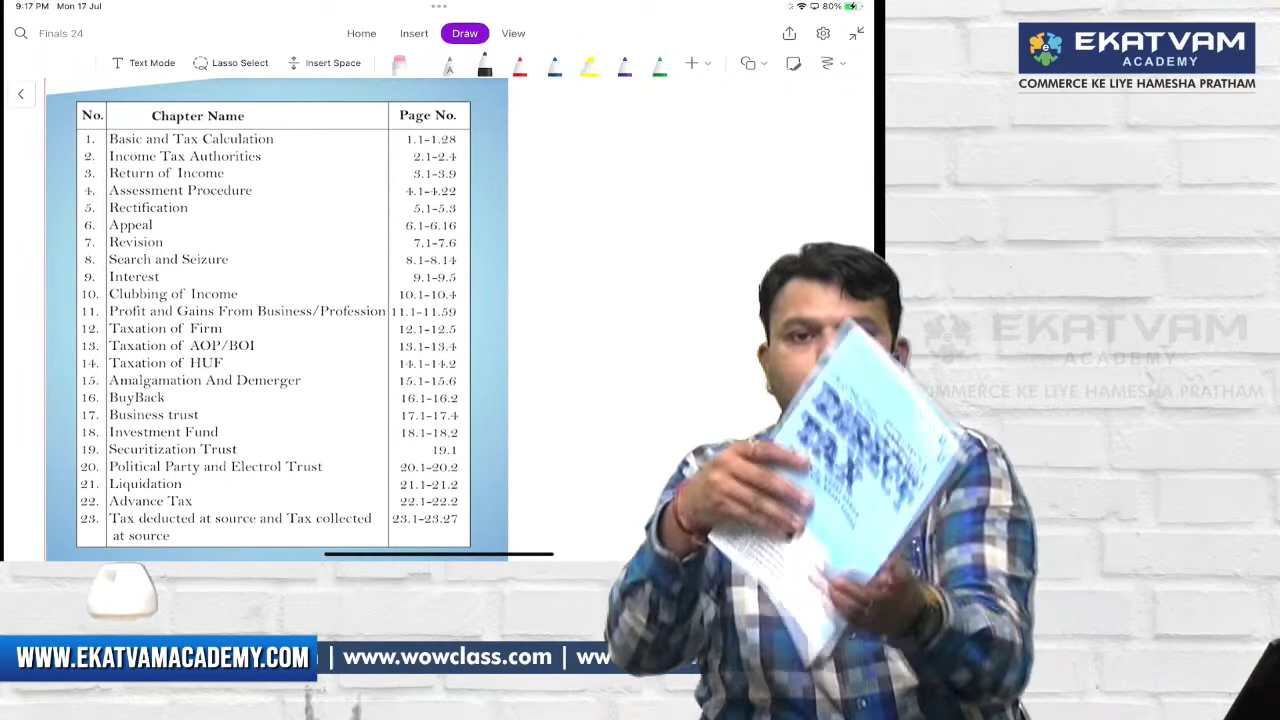 9:17 PM Mon 17 Jul
80%
Finals 24
Home Insert Draw View
Text Mode Lasso Select Insert Space
No. Chapter Name Page No.
1. Basic and Tax Calculation 1.1-1.28
2. Income Tax Authorities 2.1-2.4
3. Return of Income 3.1-3.9
4. Assessment Procedure 4.1-4.22
5. Rectification 5.1-5.3
6. Appeal 6.1-6.16
7. Revision 7.1-7.6
8. Search and Seizure 8.1-8.14
9. Interest 9.1-9.5
10. Clubbing of Income 10.1-10.4
11. Profit and Gains From Business/Profession 11.1-11.59
12. Taxation of Firm 12.1-12.5
13. Taxation of AOP/BOI 13.1-13.4
14. Taxation of HUF 14.1-14.2
15. Amalgamation And Demerger 15.1-15.6
16. BuyBack 16.1-16.2
17. Business trust 17.1-17.4
18. Investment Fund 18.1-18.2
19. Securitization Trust 19.1
20. Political Party and Electrol Trust 20.1-20.2
21. Liquidation 21.1-21.2
22. Advance Tax 22.1-22.2
23. Tax deducted at source and Tax collected 23.1-23.27
at source
EKATVAM
ACADEMY
COMMERCE KE LIYE HAMESHA PRATHAM
EKATVAM
ACADEMY
COMMERCE KE LIYE HAMESHA PRATHAM
DIRECT
TAX
WWW.EKATVAMACADEMY.COM
| www.wowclass.com | ww